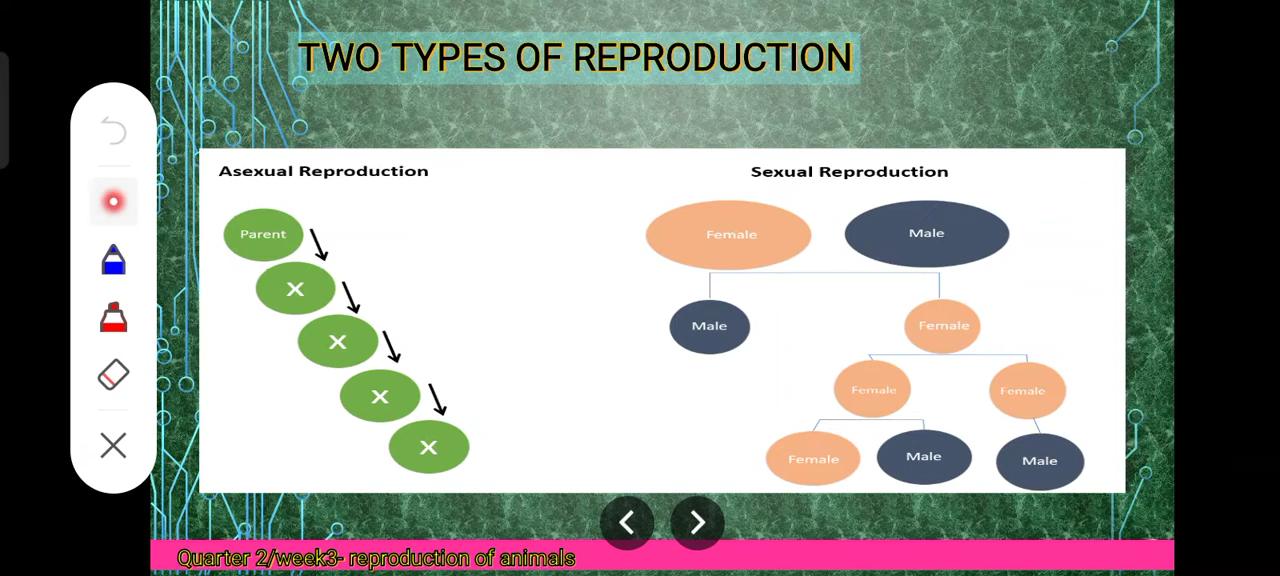 TWO TYPES OF REPRODUCTION
Asexual Reproduction
Parent
X
X
X
X
Sexual Reproduction
Female
Male
Male
Female
Female
Female
Female
Male
Male
Quarter 2/week3- reproduction of animals